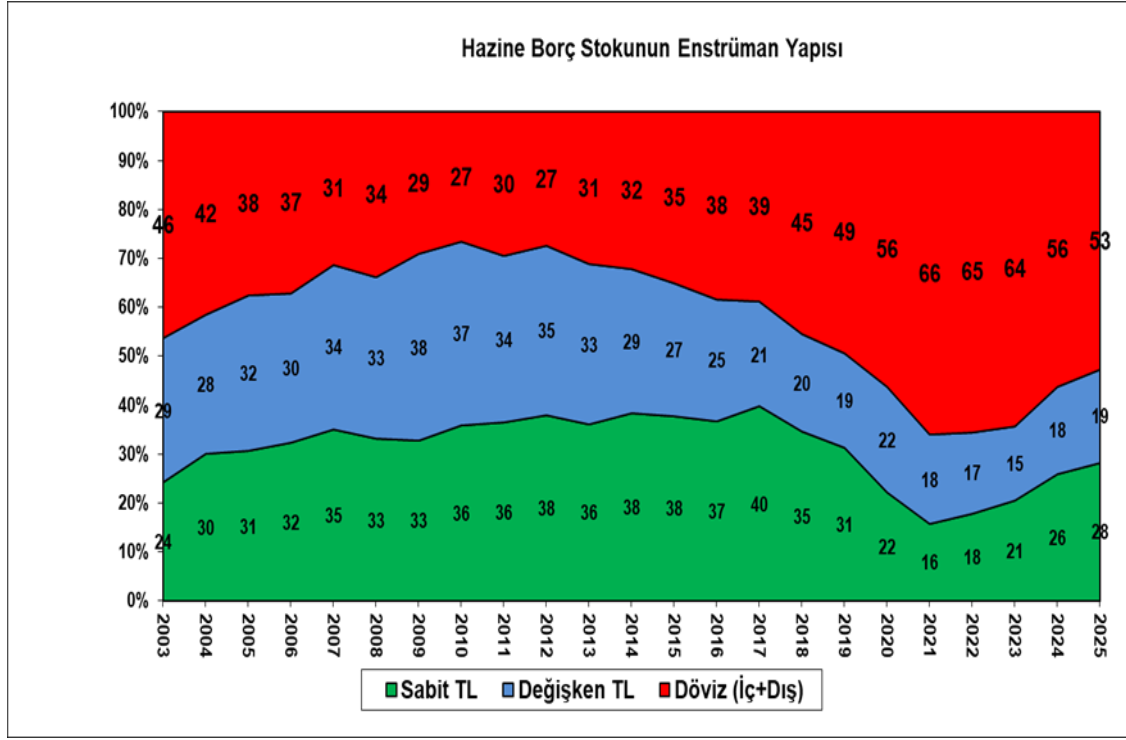 Hazine Borç Stokunun Enstrüman Yapısı
100%
90%
80%
70%
60%
50%
40%
30%
20%
10%
0%
46 42 38 37 31 34 29 27 30 27 31 32 35 38 39 45 49 56 66 65 64 56 53
29 28 32 30 34 33 38 37 34 35 33 29 27 25 21 20 19 22 18 17 15 18 19
24 30 31 32 35 33 33 36 36 38 36 38 38 37 40 35 31 22 16 18 21 26 28
2003 2004 2005 2006 2007 2008 2009 2010 2011 2012 2013 2014 2015 2016 2017 2018 2019 2020 2021 2022 2023 2024 2025
Sabit TL Değişken TL Döviz (İç+Dış)